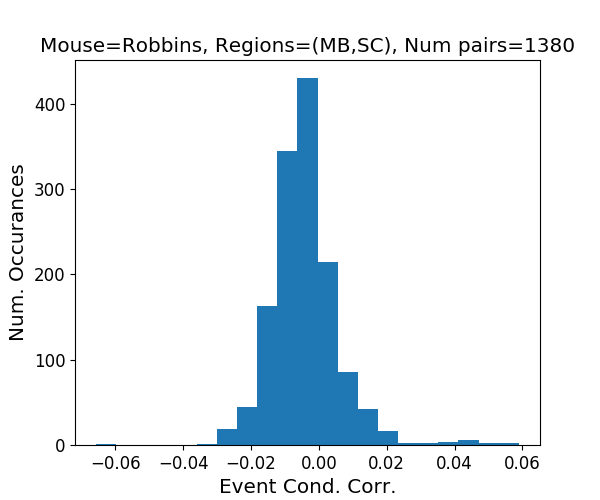 Mouse=Robbins, Regions=(MB,SC), Num pairs=1380
Num. Occurances
400
300
200
100
0
−0.06 −0.04 −0.02 0.00 0.02 0.04 0.06
Event Cond. Corr.